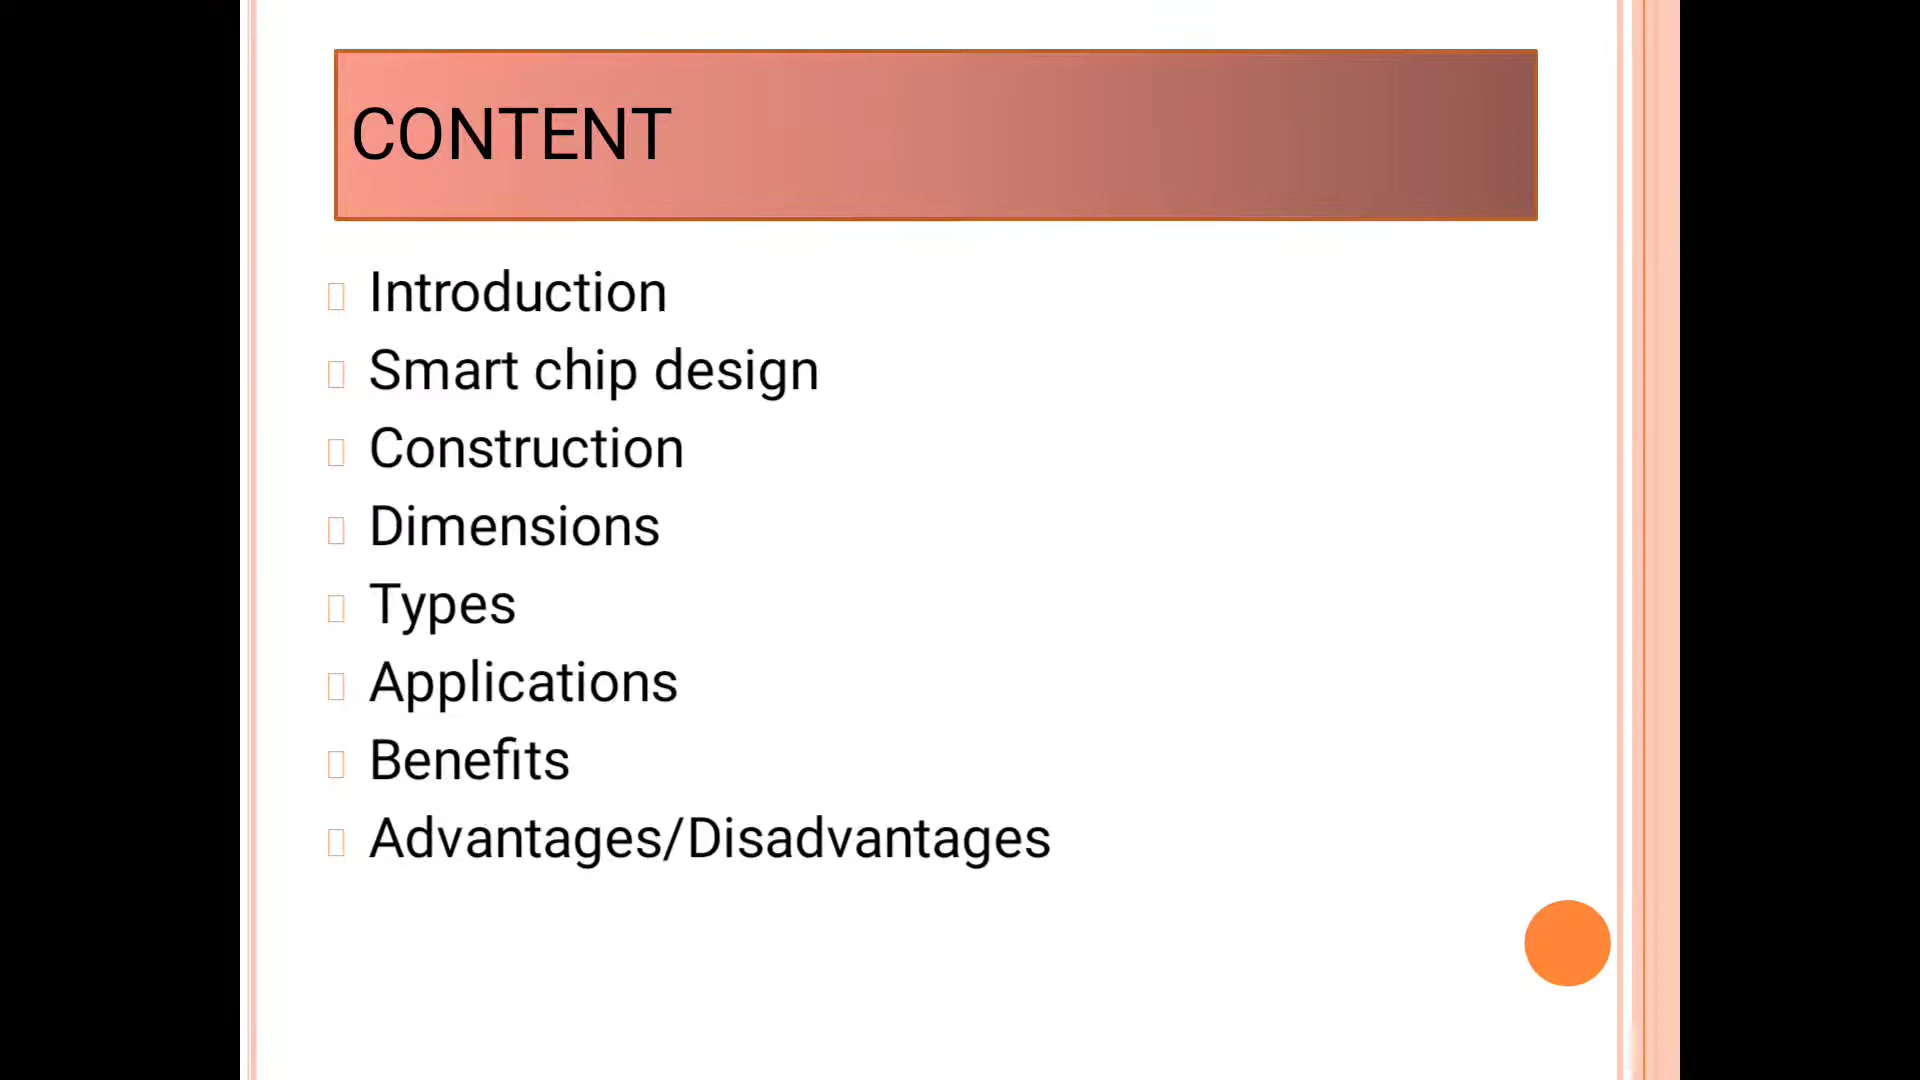 CONTENT
Introduction
Smart chip design
Construction
Dimensions
Types
Applications
Benefits
Advantages/Disadvantages